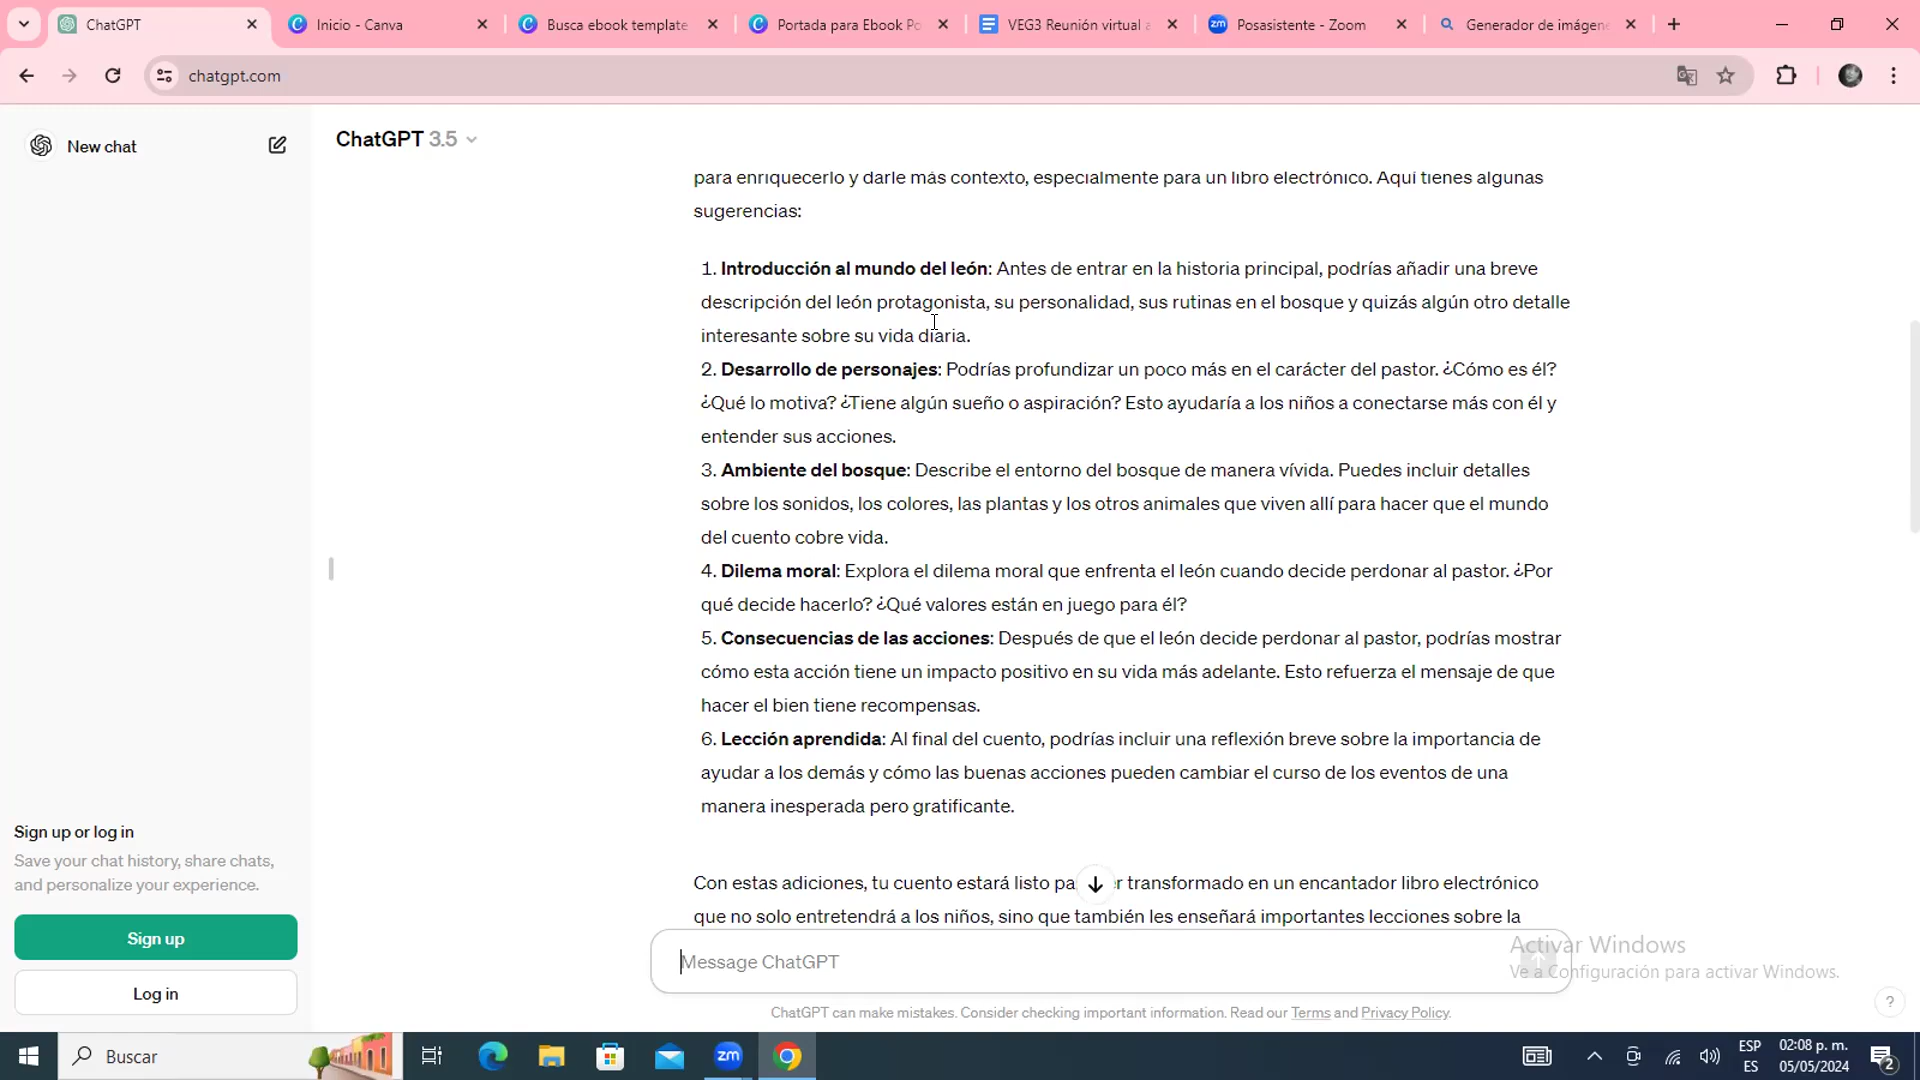 ChatGPT
Inicio - Canva
Busca ebook template
Portada para Ebook Po
VEG3 Reunión virtual a
Posasistente - Zoom
Generador de imágene
chatgpt.com
New chat
ChatGPT 3.5
para enriquecerlo y darle más contexto, especialmente para un libro electrónico. Aquí tienes algunas
sugerencias:
1. Introducción al mundo del león: Antes de entrar en la historia principal, podrías añadir una breve
descripción del león protagonista, su personalidad, sus rutinas en el bosque y quizás algún otro detalle
interesante sobre su vida diaria.
2. Desarrollo de personajes: Podrías profundizar un poco más en el carácter del pastor. ¿Cómo es él?
¿Qué lo motiva? ¿Tiene algún sueño o aspiración? Esto ayudaría a los niños a conectarse más con él y
entender sus acciones.
3. Ambiente del bosque: Describe el entorno del bosque de manera vívida. Puedes incluir detalles
sobre los sonidos, los colores, las plantas y los otros animales que viven allí para hacer que el mundo
del cuento cobre vida.
4. Dilema moral: Explora el dilema moral que enfrenta el león cuando decide perdonar al pastor. ¿Por
qué decide hacerlo? ¿Qué valores están en juego para él?
5. Consecuencias de las acciones: Después de que el león decide perdonar al pastor, podrías mostrar
cómo esta acción tiene un impacto positivo en su vida más adelante. Esto refuerza el mensaje de que
hacer el bien tiene recompensas.
6. Lección aprendida: Al final del cuento, podrías incluir una reflexión breve sobre la importancia de
ayudar a los demás y cómo las buenas acciones pueden cambiar el curso de los eventos de una
manera inesperada pero gratificante.
Con estas adiciones, tu cuento estará listo pa r transformado en un encantador libro electrónico
que no solo entretendrá a los niños, sino que también les enseñará importantes lecciones sobre la
Sign up or log in
Save your chat history, share chats,
and personalize your experience.
Sign up
Log in
Message ChatGPT
Activar Windows
Ve a Configuración para activar Windows.
ChatGPT can make mistakes. Consider checking important information. Read our Terms and Privacy Policy.
?
Buscar
zm
ESP
ES
02:08 p. m.
05/05/2024
2